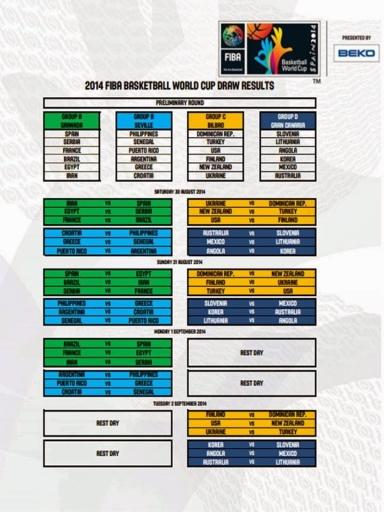 SPAIN2014
FIBA
Basketball
World Cup
PRESENTED BY
BEKO
TM
2014 FIBA BASKETBALL WORLD CUP DRAW RESULTS
PRELIMINARY ROUND
GROUP A GROUP B GROUP C GROUP D
GRANADA SEVILLE BILBAO GRAN CANARIA
SPAIN PHILIPPINES DOMINICAN REP. SLOVENIA
SERBIA SENEGAL TURKEY LITHUANIA
FRANCE PUERTO RICO USA ANGOLA
BRAZIL ARGENTINA FINLAND KOREA
EGYPT GREECE NEW ZEALAND MEXICO
IRAN CROATIA UKRAINE AUSTRALIA
SATURDAY 30 AUGUST 2014
IRAN VS SPAIN UKRAINE VS DOMINICAN REP.
EGYPT VS SERBIA NEW ZEALAND VS TURKEY
FRANCE VS BRAZIL USA VS FINLAND
CROATIA VS PHILIPPINES AUSTRALIA VS SLOVENIA
GREECE VS SENEGAL MEXICO VS LITHUANIA
PUERTO RICO VS ARGENTINA ANGOLA VS KOREA
SUNDAY 31 AUGUST 2014
SPAIN VS EGYPT DOMINICAN REP. VS NEW ZEALAND
BRAZIL VS IRAN FINLAND VS UKRAINE
SERBIA VS FRANCE TURKEY VS USA
PHILIPPINES VS GREECE SLOVENIA VS MEXICO
ARGENTINA VS CROATIA KOREA VS AUSTRALIA
SENEGAL VS PUERTO RICO LITHUANIA VS ANGOLA
MONDAY 1 SEPTEMBER 2014
BRAZIL VS SPAIN
FRANCE VS EGYPT REST DAY
IRAN VS SERBIA
ARGENTINA VS PHILIPPINES
PUERTO RICO VS GREECE REST DAY
CROATIA VS SENEGAL
TUESDAY 2 SEPTEMBER 2014
FINLAND VS DOMINICAN REP.
REST DAY USA VS NEW ZEALAND
UKRAINE VS TURKEY
KOREA VS SLOVENIA
REST DAY ANGOLA VS MEXICO
AUSTRALIA VS LITHUANIA